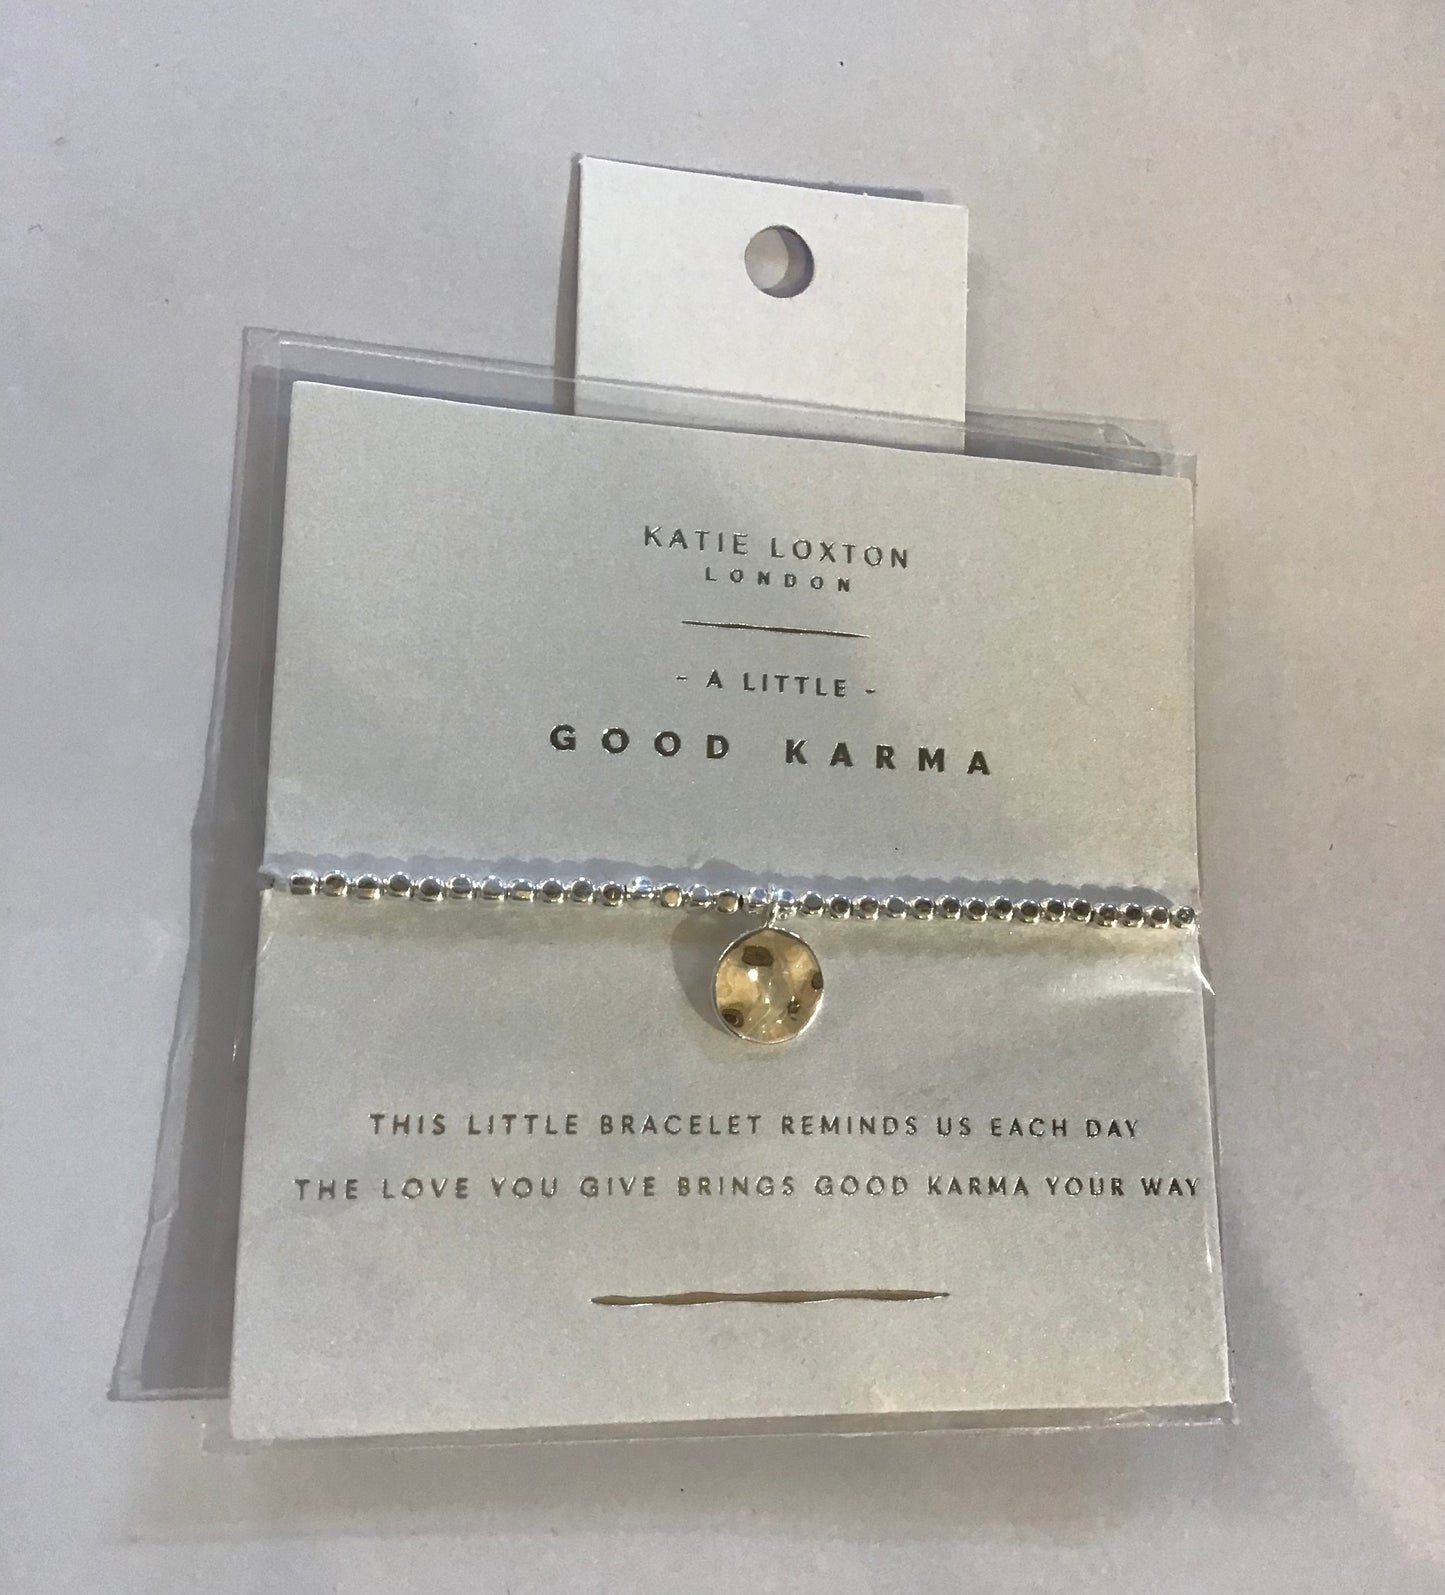 KATIE LOXTON
LONDON
- A LITTLE -
GOOD KARMA
THIS LITTLE BRACELET REMINDS US EACH DAY
THE LOVE YOU GIVE BRINGS GOOD KARMA YOUR WAY